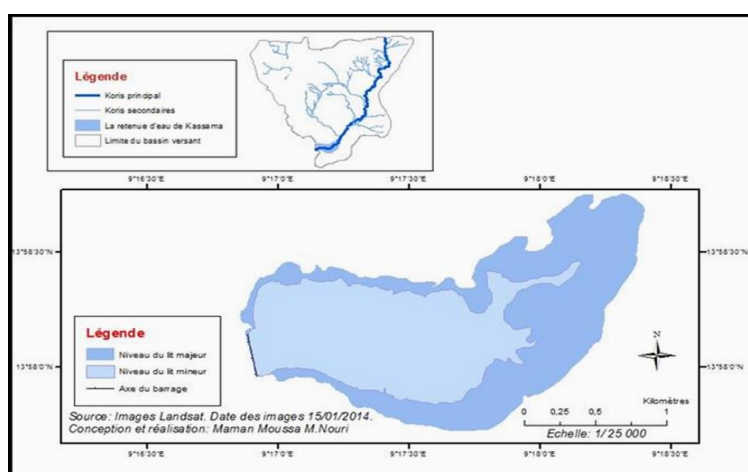 Légende
Koris principal
Koris secondaires
La retenue d'eau de Kassama
Limite du bassin versant
9°16'30"E 9°17'0"E 9°17'30"E 9°18'0"E 9°18'30"E
13°58'30"N 13°58'30"N
Légende
Niveau du lit majeur
Niveau du lit mineur
Axe du barrage
N
13°58'0"N 13°58'0"N
Source: Images Landsat. Date des images 15/01/2014.
Conception et réalisation: Maman Moussa M.Nouri
Kilomètres
0 0,25 0,5 1
Echelle: 1/25 000
9°16'30"E 9°17'0"E 9°17'30"E 9°18'0"E 9°18'30"E